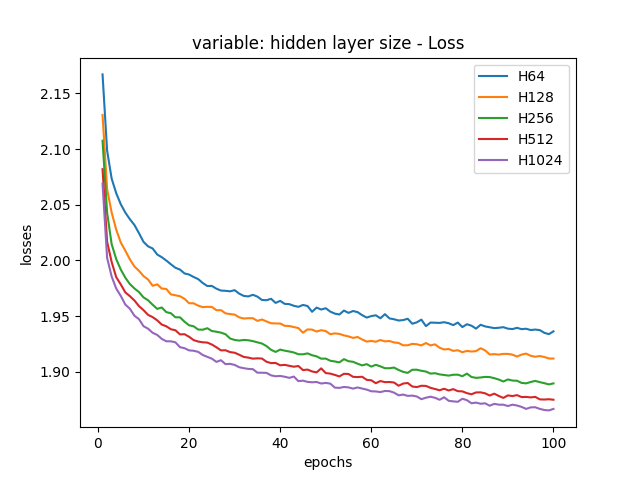 variable: hidden layer size - Loss
H64
H128
H256
H512
H1024
2.15
2.10
2.05
2.00
1.95
1.90
losses
0 20 40 60 80 100
epochs